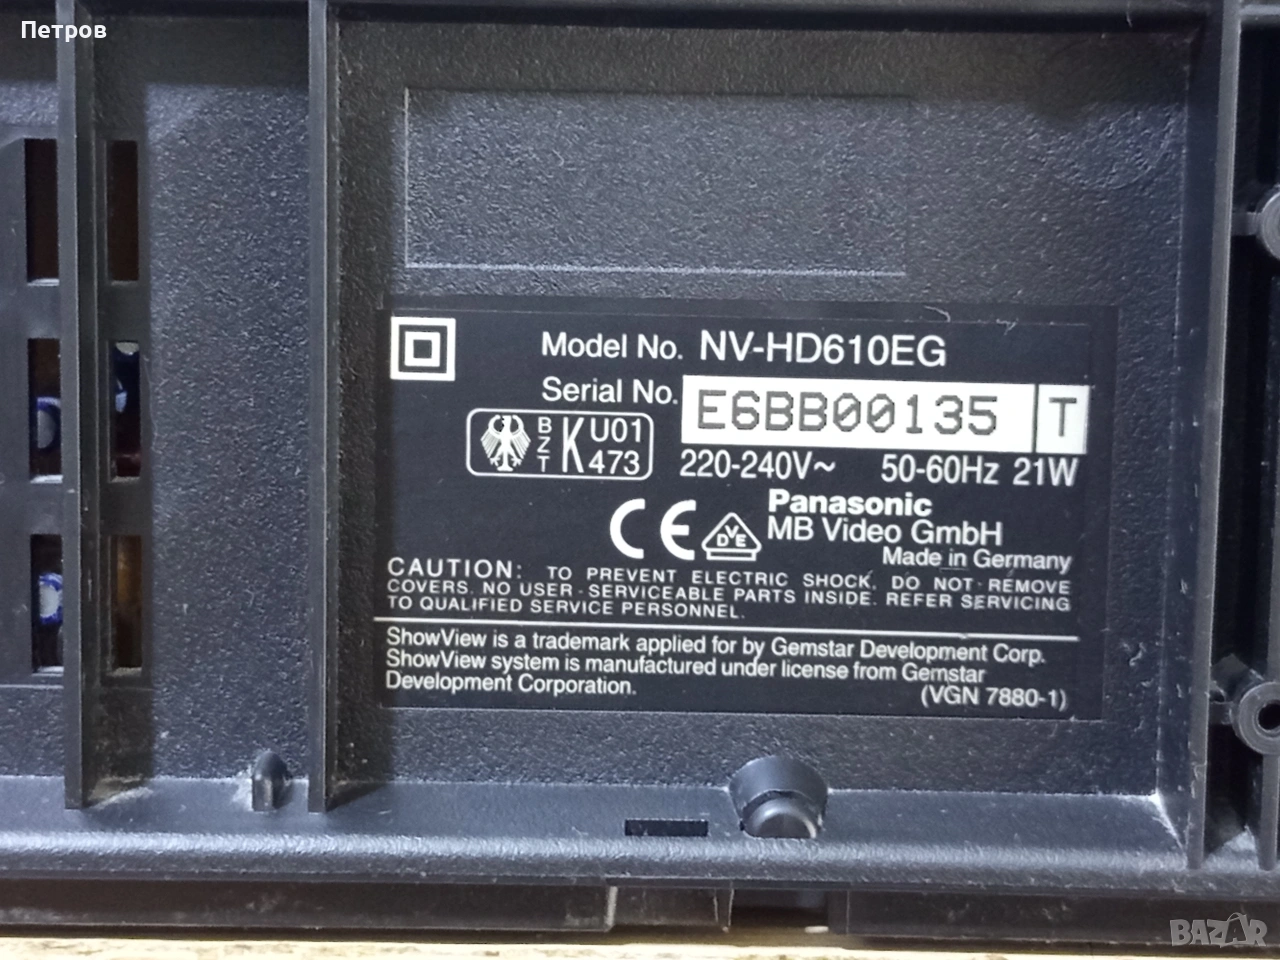 Петров
Model No. NV-HD610EG
Serial No. E6BB00135 T
BZT K U01 473
220-240V~ 50-60Hz 21W
Panasonic
CE VDE MB Video GmbH
Made in Germany
CAUTION: TO PREVENT ELECTRIC SHOCK. DO NOT REMOVE
COVERS. NO USER-SERVICEABLE PARTS INSIDE. REFER SERVICING
TO QUALIFIED SERVICE PERSONNEL.
ShowView is a trademark applied for by Gemstar Development Corp.
ShowView system is manufactured under license from Gemstar
Development Corporation. (VGN 7880-1)
BAZAR